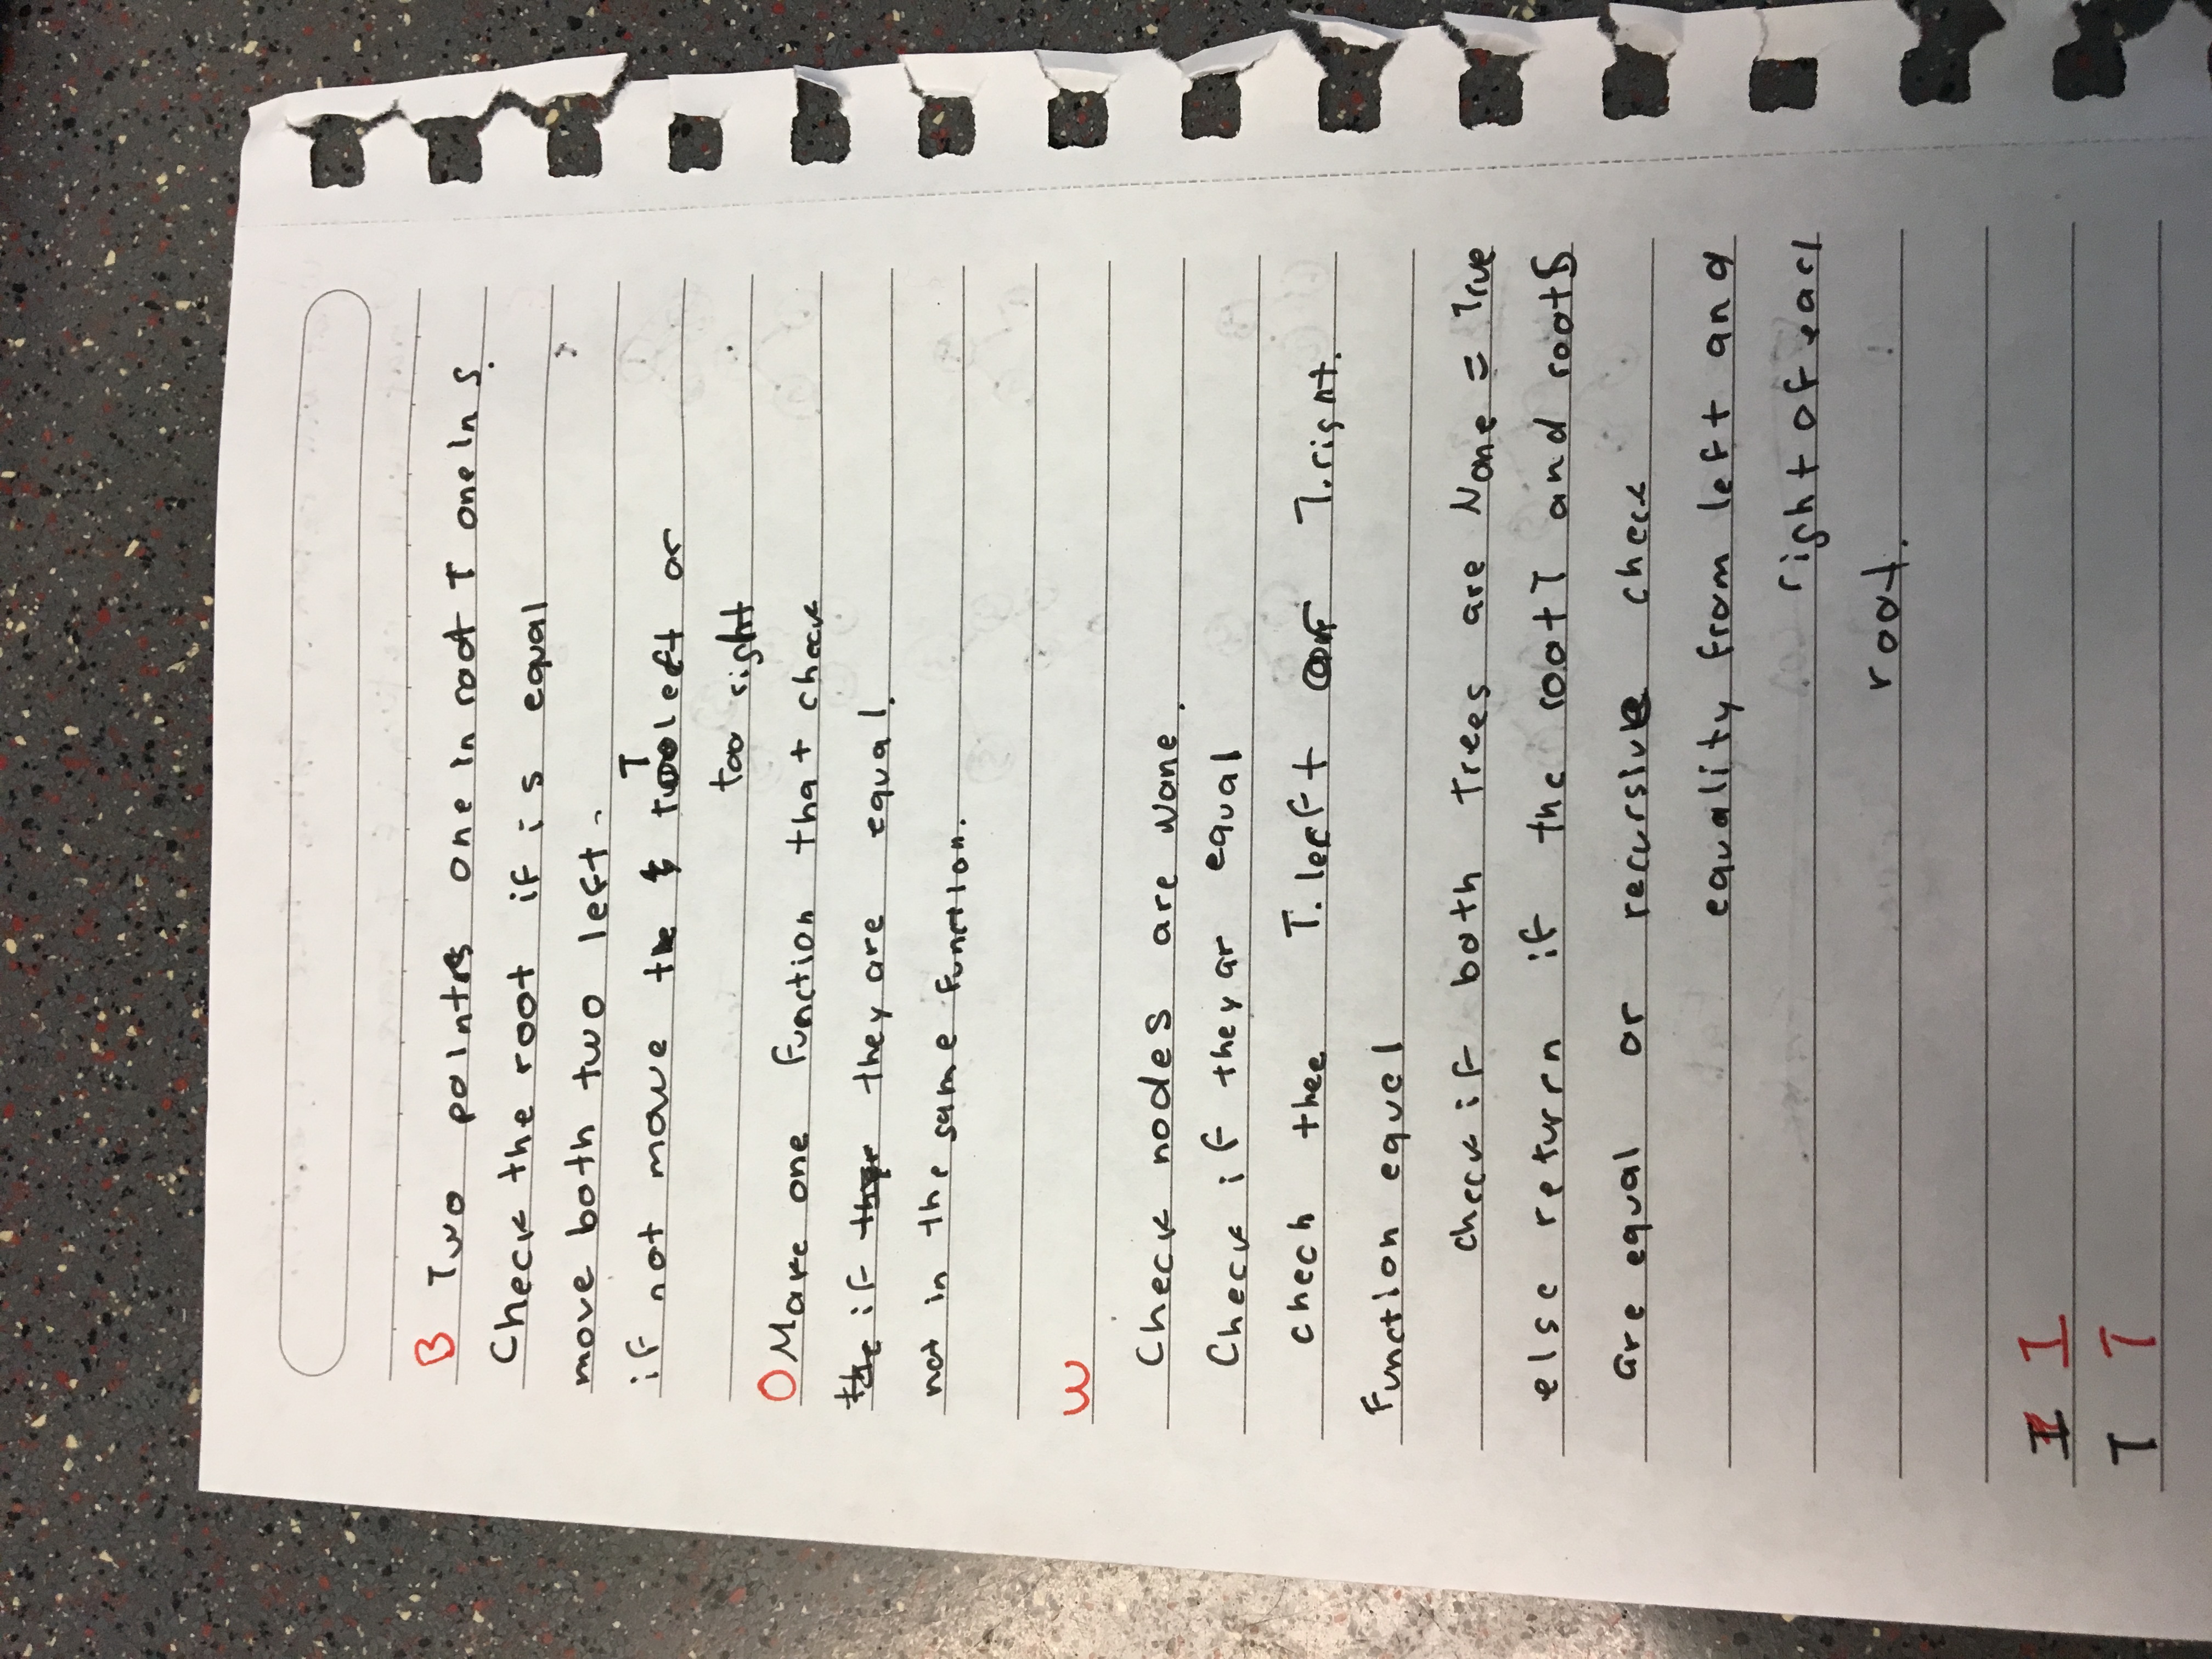 B Two pointrs one in root T one in S.
Check the root if is equal
move both two left.
if not move the T left or
too right
O Make one function that check
if they are equal.
not in the same function.
W
Check nodes are None.
Check if they ar equal
chech thee T. lecft or T.right.
Function equel
check if both trees are None = True
else returrn if the root T and root S
are equal or recursive check
equality from left and
right of eacl
root.
I I
T T